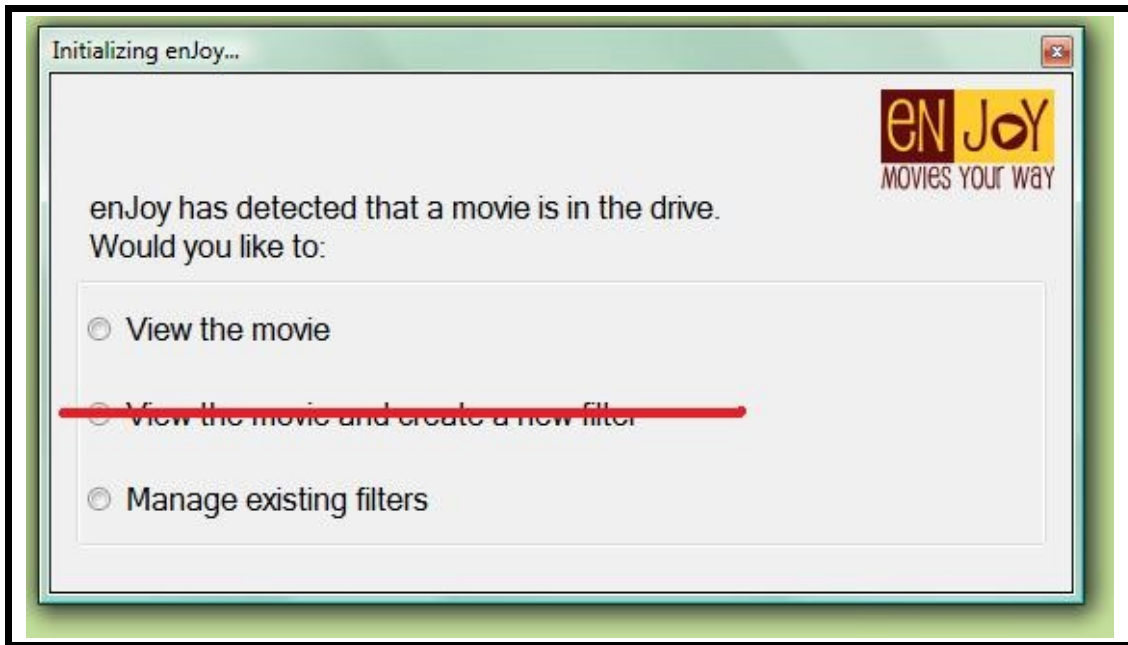 Initializing enJoy...
eN JoY
MOVIES YOUR WAY
enJoy has detected that a movie is in the drive.
Would you like to:
View the movie
View the movie and create a new filter
Manage existing filters